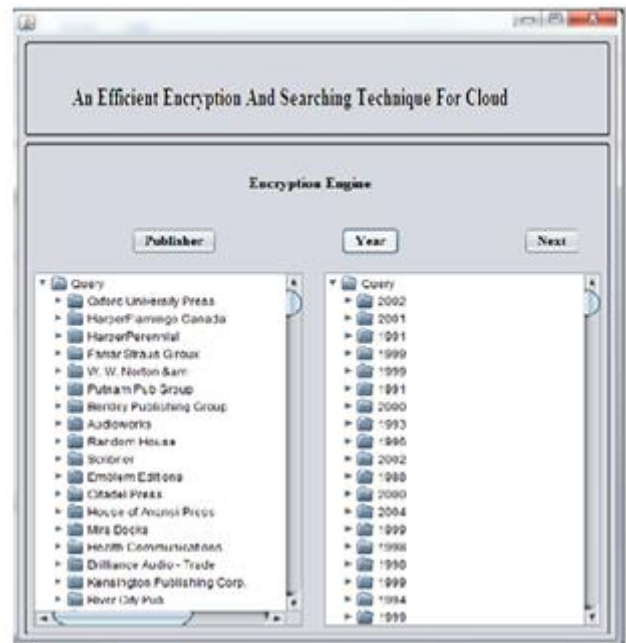 An Efficient Encryption And Searching Technique For Cloud
Encryption Engine
Publisher
Year
Next
Query
Oxford University Press
HarperFlamingo Canada
HarperPerennial
Farrar Straus Giroux
W. W. Norton &
Putnam Pub Group
Berkley Publishing Group
Audioworks
Random House
Scribner
Emblem Editions
Citadel Press
House of Anansi Press
Mira Books
Health Communications
Brilliance Audio - Trade
Kensington Publishing Corp.
River City Pub
Query
2002
2001
1991
1999
1999
1991
2000
1993
1996
2002
1988
2000
2004
1999
1998
1999
1994
1999